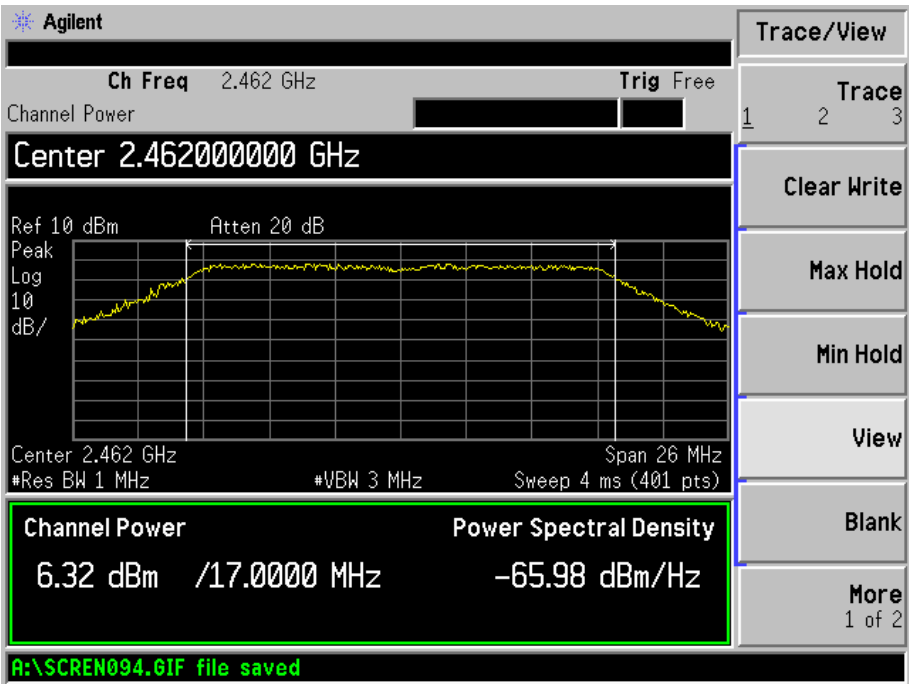 Agilent
Ch Freq 2.462 GHz Trig Free
Channel Power
Center 2.462000000 GHz
Ref 10 dBm Atten 20 dB
Peak
Log
10
dB/
Center 2.462 GHz Span 26 MHz
#Res BW 1 MHz #VBW 3 MHz Sweep 4 ms (401 pts)
Channel Power Power Spectral Density
6.32 dBm /17.0000 MHz -65.98 dBm/Hz
A:\SCREN094.GIF file saved
Trace/View
Trace
1 2 3
Clear Write
Max Hold
Min Hold
View
Blank
More
1 of 2